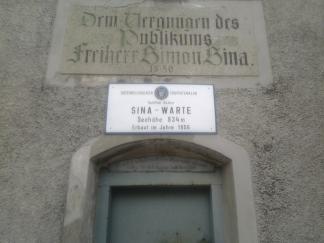 Dem Vergnügen des
Publikums
Freiherr Simon Sina.
SINA - WARTE
Seehöhe 834 m
Erbaut im Jahre 1856